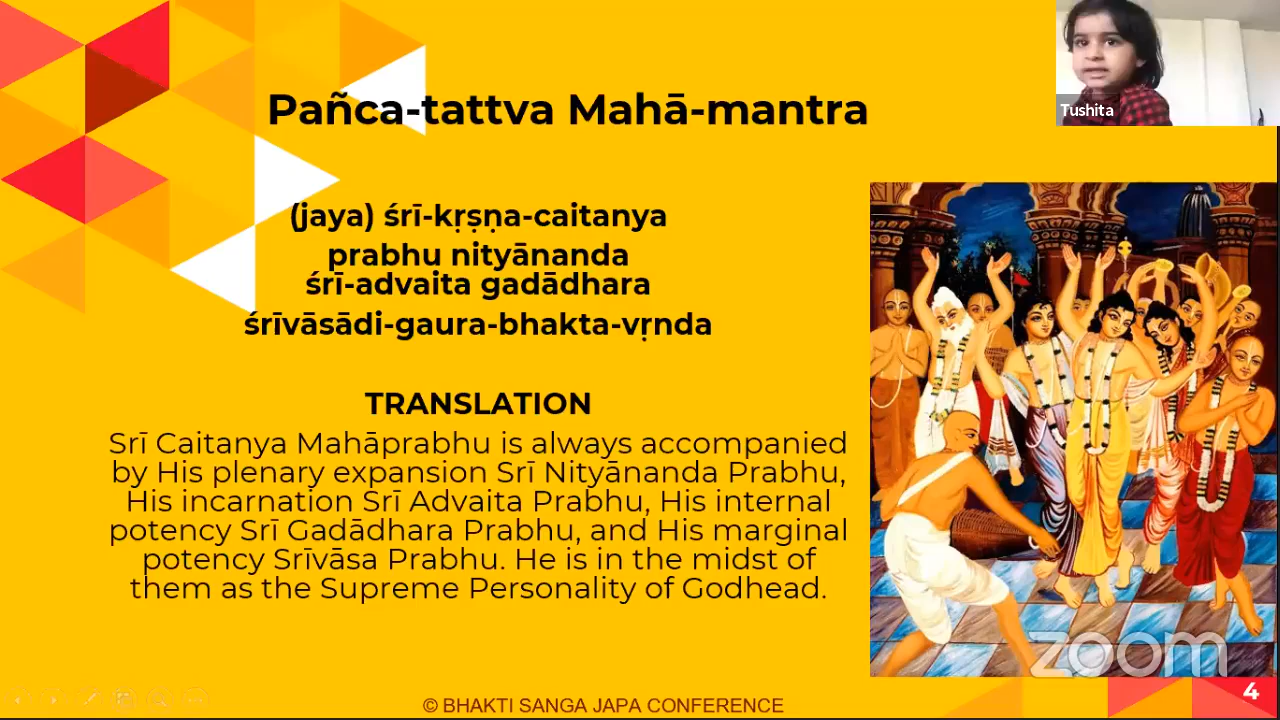 Pañca-tattva Mahā-mantra
Tushita
(jaya) śrī-kṛṣṇa-caitanya
prabhu nityānanda
śrī-advaita gadādhara
śrīvāsādi-gaura-bhakta-vṛnda
TRANSLATION
Srī Caitanya Mahāprabhu is always accompanied
by His plenary expansion Srī Nityānanda Prabhu,
His incarnation Srī Advaita Prabhu, His internal
potency Srī Gadādhara Prabhu, and His marginal
potency Srīvāsa Prabhu. He is in the midst of
them as the Supreme Personality of Godhead.
zoom
4
© BHAKTI SANGA JAPA CONFERENCE